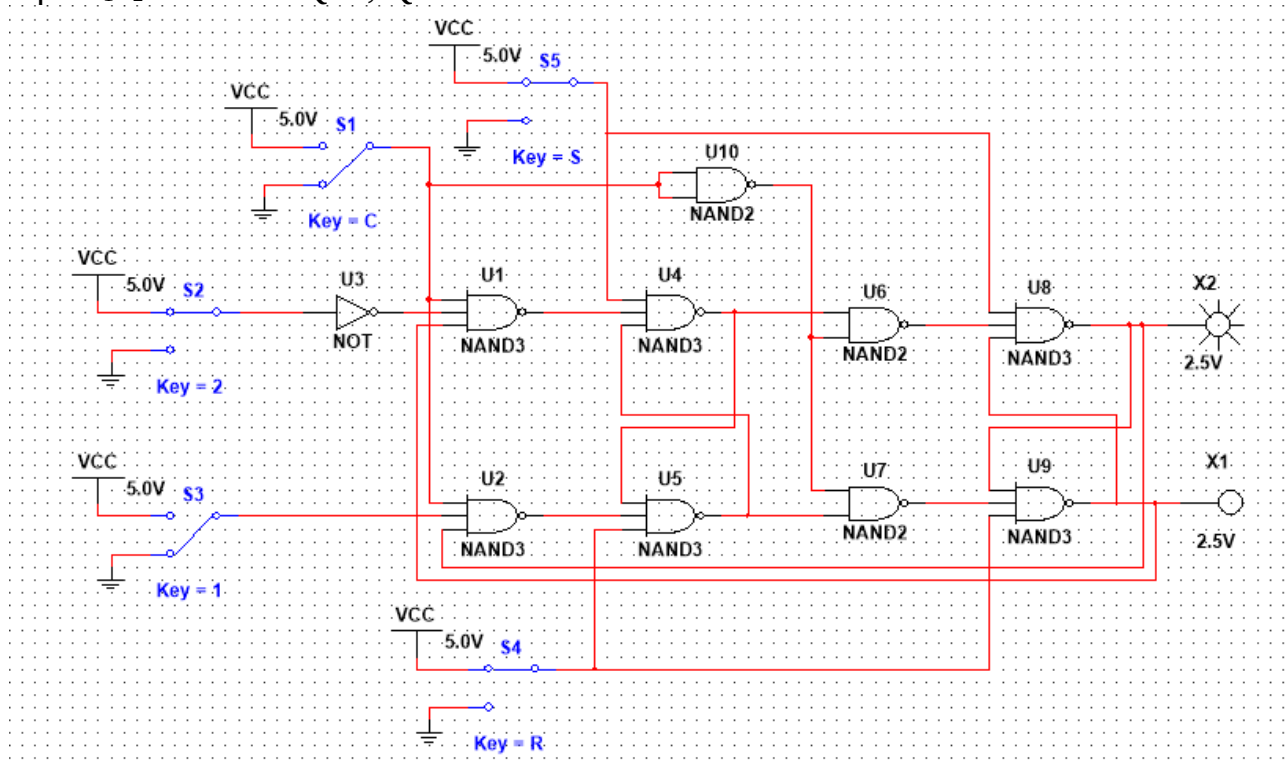 VCC
5.0V
S5
Key = S
VCC
5.0V
S1
Key = C
U10
NAND2
VCC
5.0V
S2
Key = 2
U3
NOT
U1
NAND3
U4
NAND3
U6
NAND2
U8
NAND3
X2
2.5V
VCC
5.0V
S3
Key = 1
U2
NAND3
U5
NAND3
U7
NAND2
U9
NAND3
X1
2.5V
VCC
5.0V
S4
Key = R